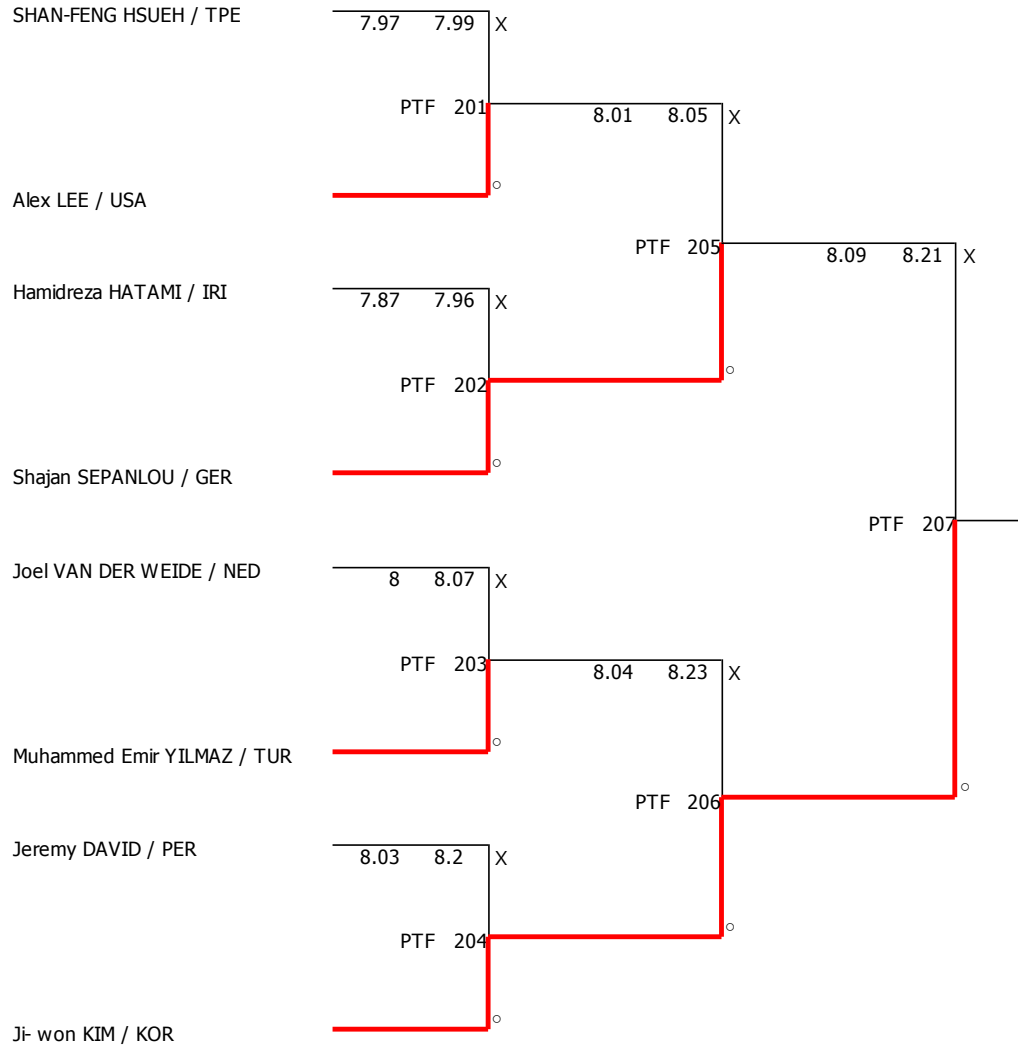 SHAN-FENG HSUEH / TPE
7.97 7.99 X
PTF 201
8.01 8.05 X
Alex LEE / USA
○
PTF 205
8.09 8.21 X
Hamidreza HATAMI / IRI
7.87 7.96 X
PTF 202
○
Shajan SEPANLOU / GER
○
PTF 207
Joel VAN DER WEIDE / NED
8 8.07 X
PTF 203
8.04 8.23 X
Muhammed Emir YILMAZ / TUR
○
PTF 206
○
Jeremy DAVID / PER
8.03 8.2 X
PTF 204
○
Ji- won KIM / KOR
○